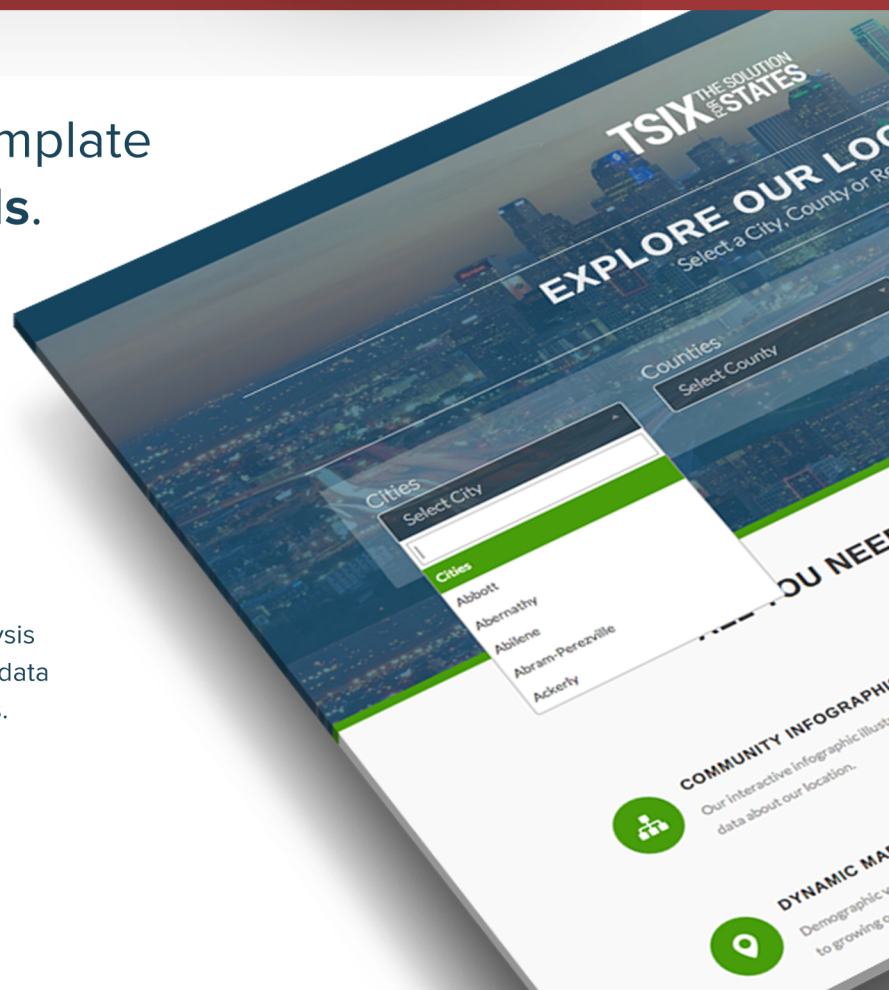 mplate
ls.
ysis
data
s.
TSIX THE SOLUTION FOR STATES
EXPLORE OUR LOC
Select a City, County or Re
Cities
Select City
Counties
Select County
Cities
Abbott
Abernathy
Abilene
Abram-Perezville
Ackerly
YOU NEE
COMMUNITY INFOGRAPHI
Our interactive infographic illust
data about our location.
DYNAMIC MA
Demographic v
to growing o